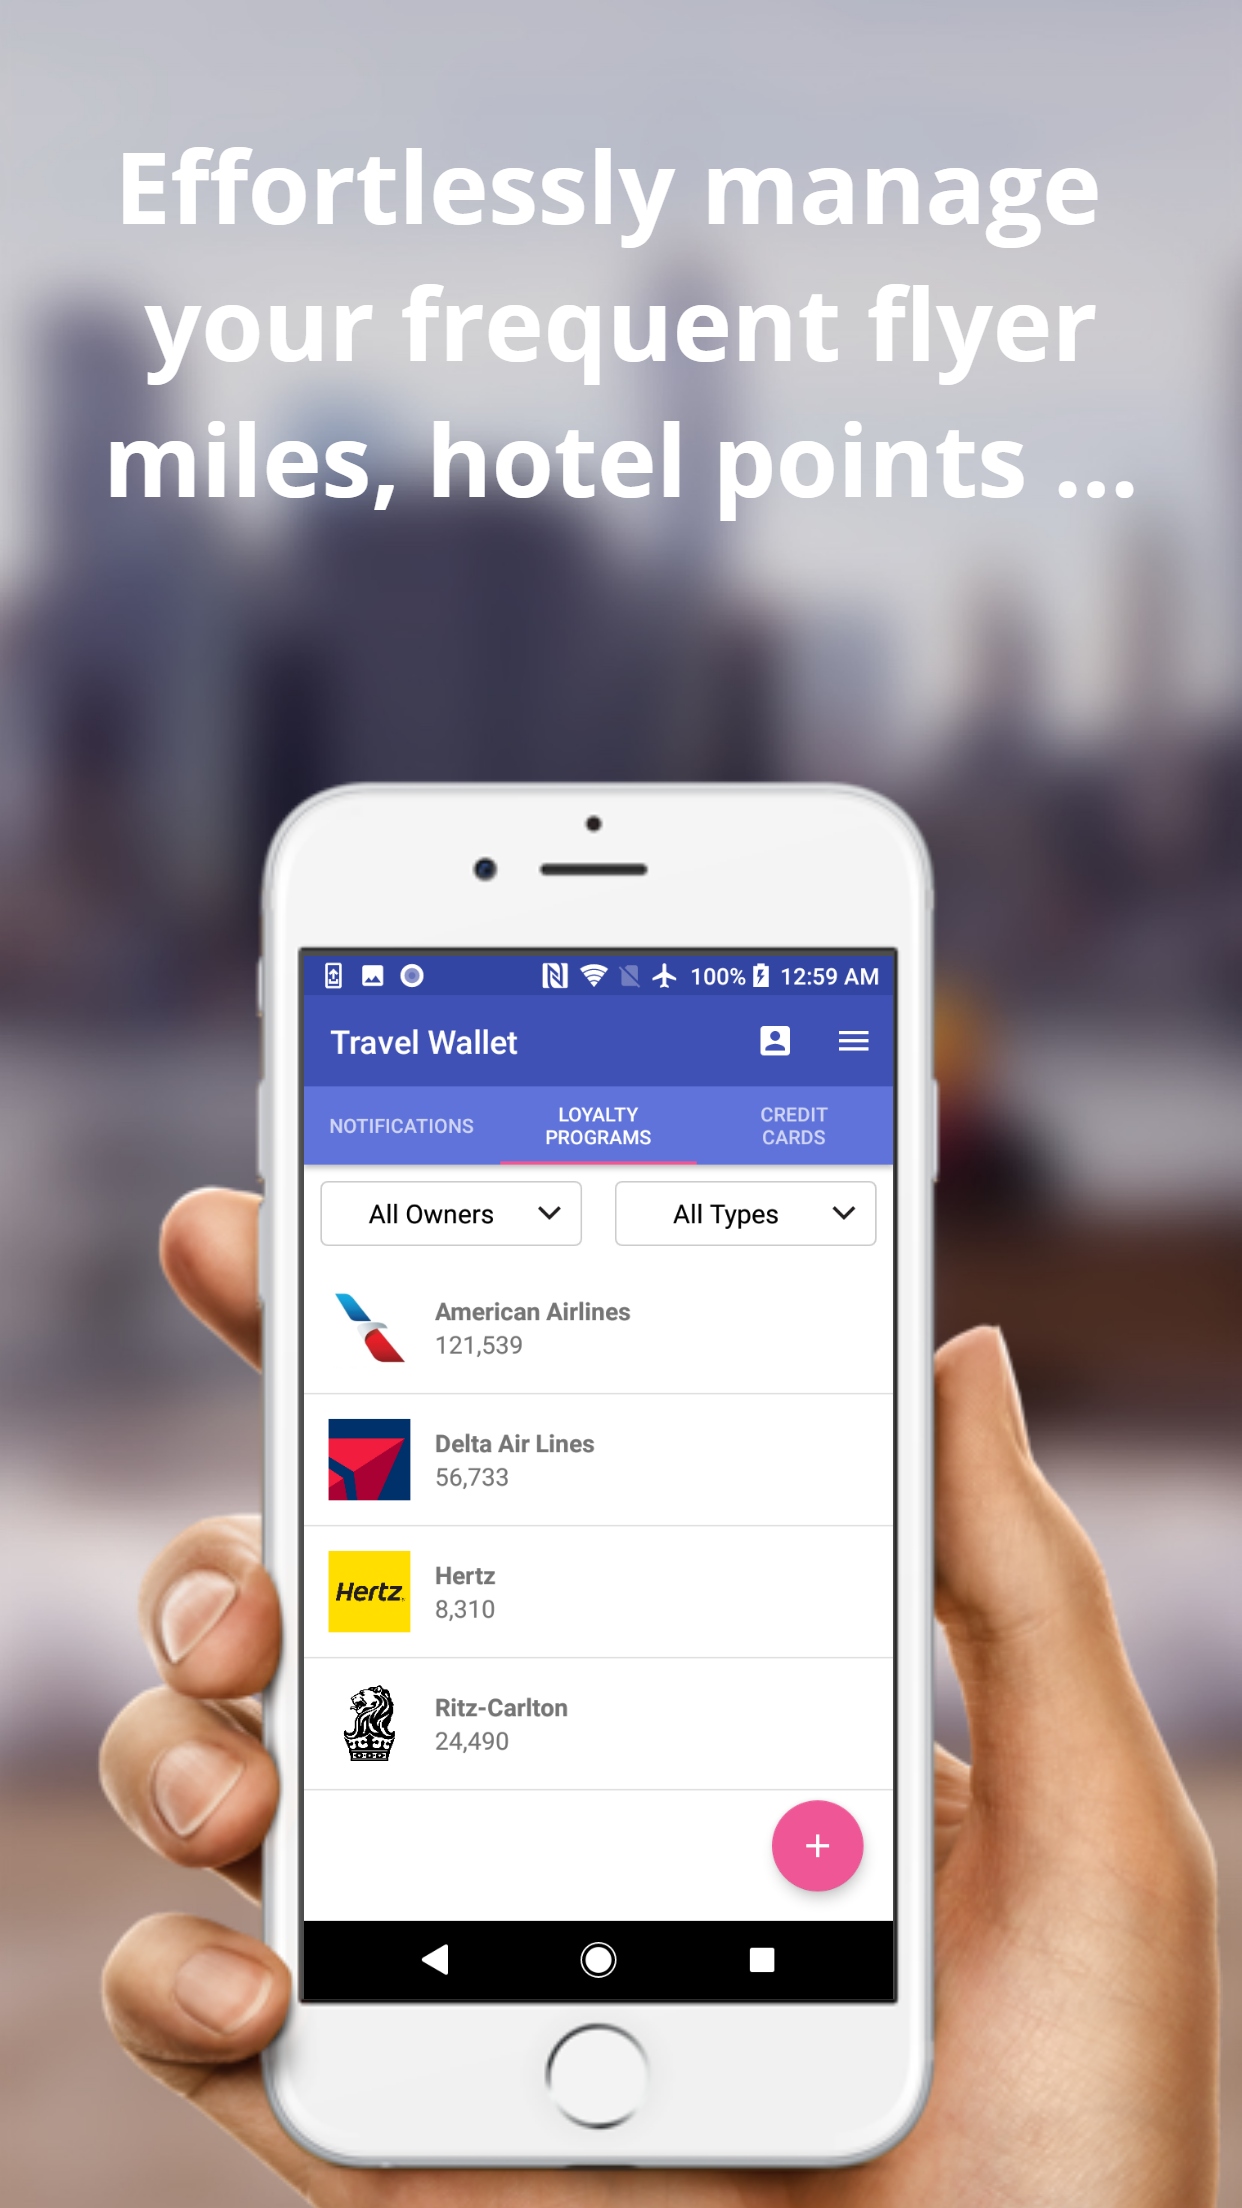 Effortlessly manage
your frequent flyer
miles, hotel points ...
100% 12:59 AM
Travel Wallet
NOTIFICATIONS
LOYALTY
PROGRAMS
CREDIT
CARDS
All Owners
All Types
American Airlines
121,539
Delta Air Lines
56,733
Hertz
Hertz
8,310
Ritz-Carlton
24,490